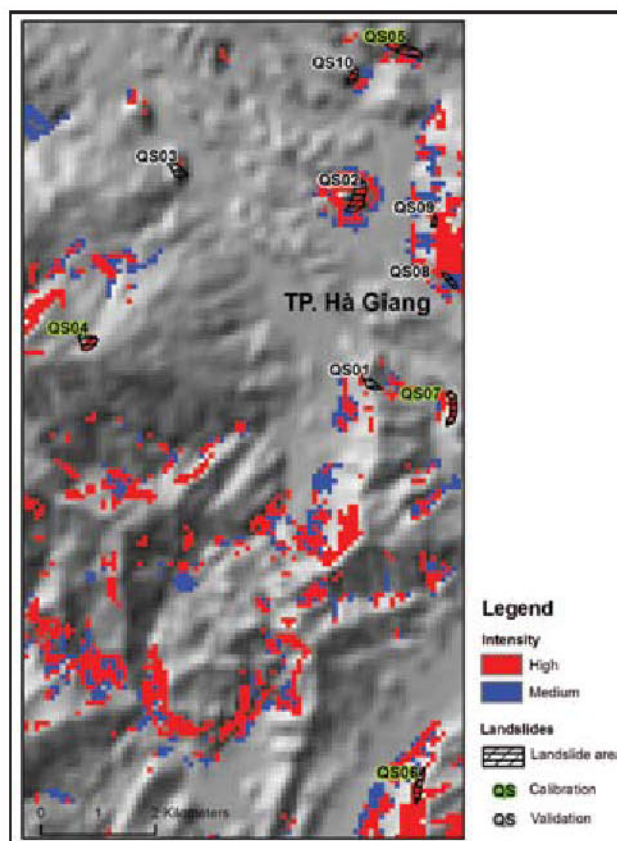 QS05
QS10
QS03
QS02
QS09
QS08
TP. Hà Giang
QS04
QS01
QS07
QS06
0 1 2 Kilometers
Legend
Intensity
High
Medium
Landslides
Landslide area
QS Calibration
QS Validation